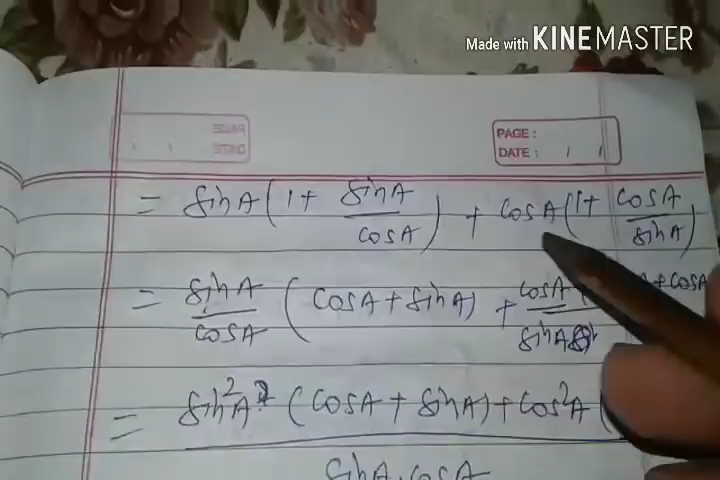 Made with KINEMASTER
PAGE :
DATE :
= sinA(1 + sinA/cosA) + cosA(1 + cosA/sinA)
= sinA/cosA (cosA + sinA) + cosA/sinA + cosA
= sin²A (cosA + sinA) + cos²A (
sinA.cosA